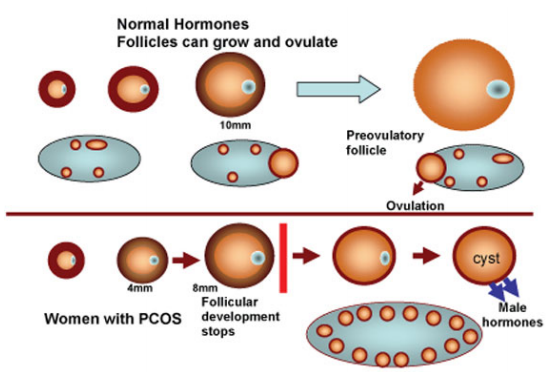 Normal Hormones
Follicles can grow and ovulate
10mm
Preovulatory
follicle
Ovulation
4mm
8mm
Follicular
development
stops
cyst
Male
hormones
Women with PCOS